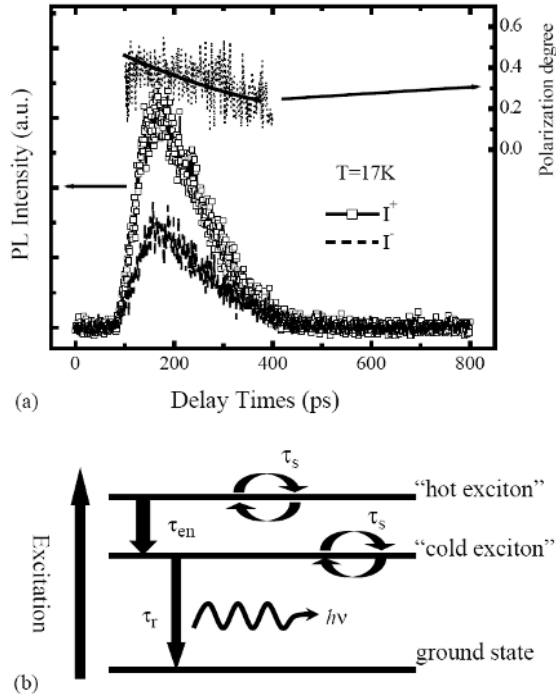 (a)
PL Intensity (a.u.)
0.6
0.4
0.2
0.0
Polarization degree
T=17K
I⁺
I⁻
0 200 400 600 800
Delay Times (ps)
(b)
Excitation
τs
"hot exciton"
τen
τs
"cold exciton"
τr
hν
ground state